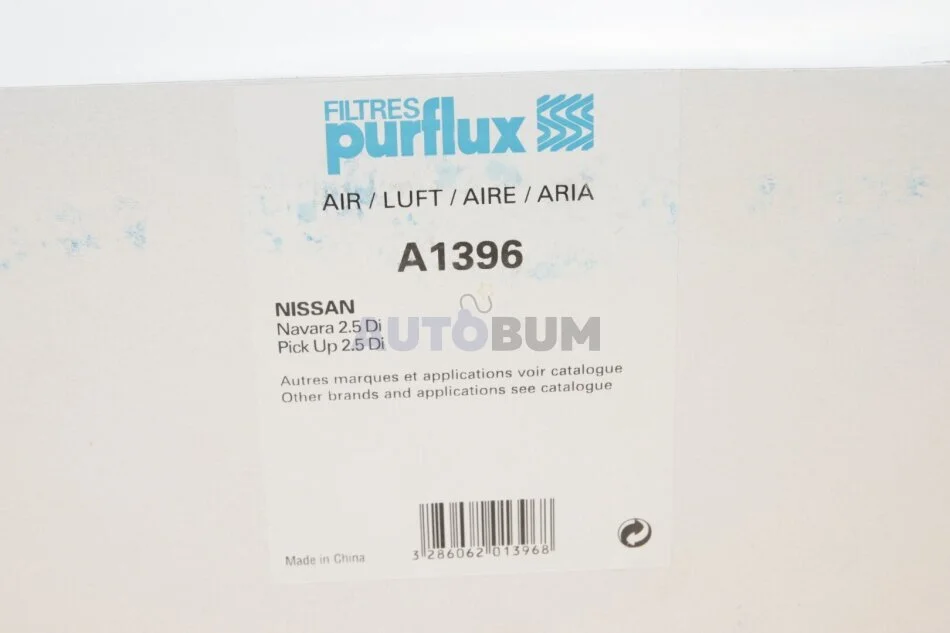 FILTRES
purflux
AIR / LUFT / AIRE / ARIA
A1396
NISSAN
Navara 2.5 Di
Pick Up 2.5 Di
AUTOBUM
Autres marques et applications voir catalogue
Other brands and applications see catalogue
Made in China
3 286062 013968